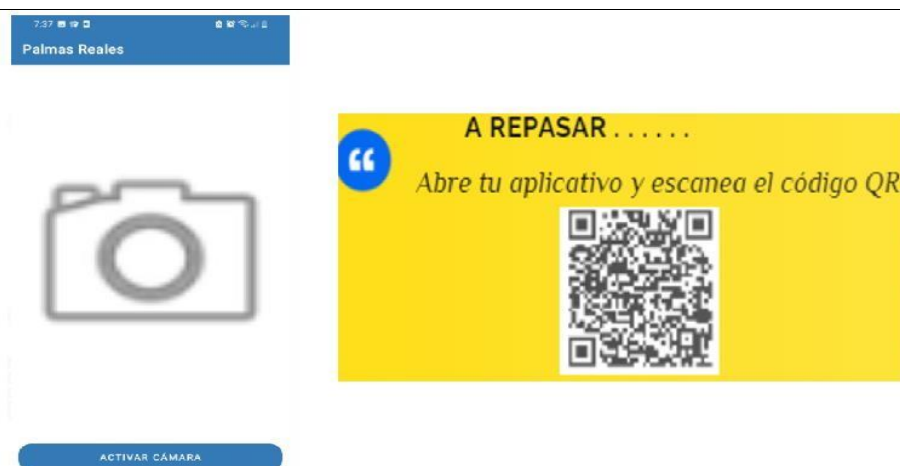 7:37
Palmas Reales
ACTIVAR CÁMARA
A REPASAR . . . . . .
Abre tu aplicativo y escanea el código QR